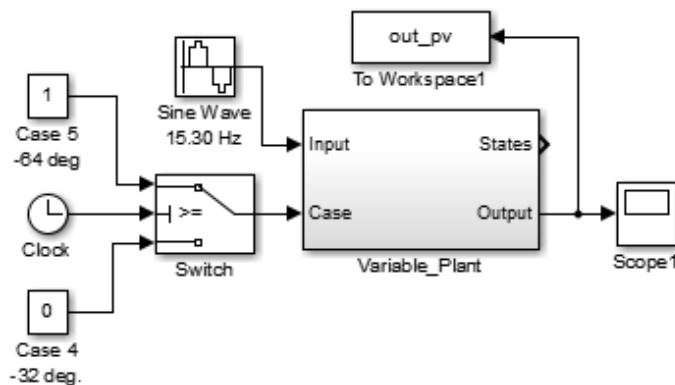 out_pv
To Workspace1
1
Case 5
-64 deg
Sine Wave
15.30 Hz
Input
States
>=
Case
Output
Clock
Switch
Variable_Plant
Scope1
0
Case 4
-32 deg.